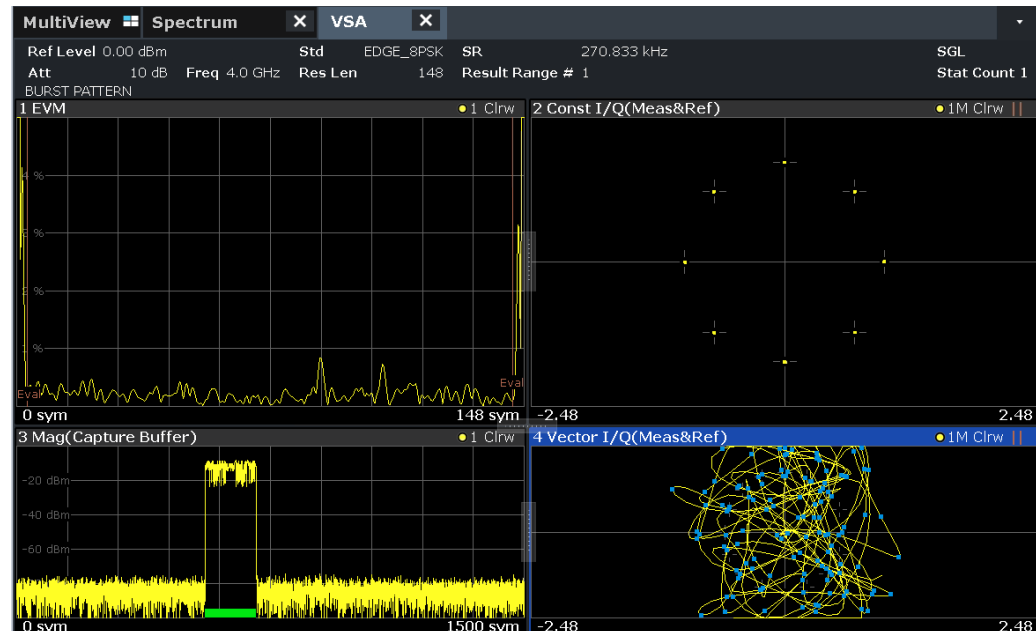 MultiView Spectrum X VSA X
Ref Level 0.00 dBm Std EDGE_8PSK SR 270.833 kHz SGL
Att 10 dB Freq 4.0 GHz Res Len 148 Result Range # 1 Stat Count 1
BURST PATTERN
1 EVM 1 Clrw 2 Const I/Q(Meas&Ref) 1M Clrw
4 %
2 %
Eval Eval
0 sym 148 sym -2.48 2.48
3 Mag(Capture Buffer) 1 Clrw 4 Vector I/Q(Meas&Ref) 1M Clrw
-20 dBm
-40 dBm
-60 dBm
0 sym 1500 sym -2.48 2.48